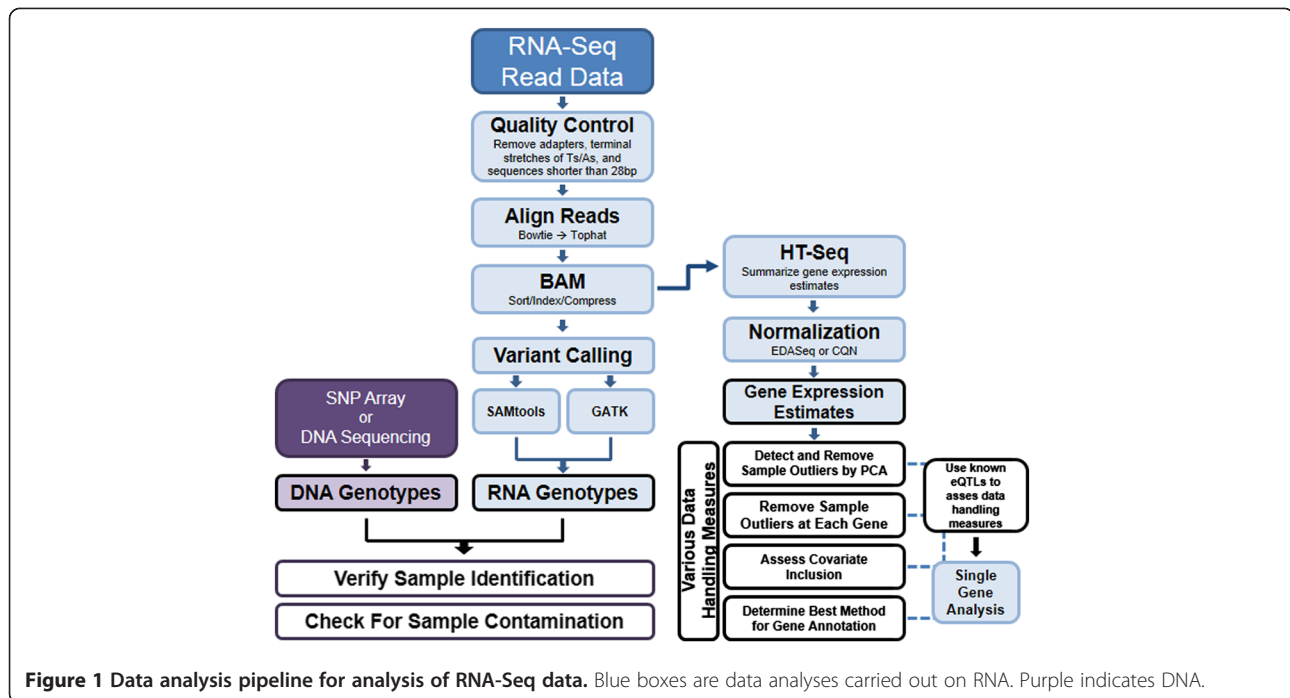 RNA-Seq
Read Data
Quality Control
Remove adapters, terminal
stretches of Ts/As, and
sequences shorter than 28bp
Align Reads
Bowtie → Tophat
BAM
Sort/Index/Compress
Variant Calling
SAMtools
GATK
SNP Array
or
DNA Sequencing
DNA Genotypes
RNA Genotypes
Verify Sample Identification
Check For Sample Contamination
HT-Seq
Summarize gene expression
estimates
Normalization
EDASeq or CQN
Gene Expression
Estimates
Various Data
Handling Measures
Detect and Remove
Sample Outliers by PCA
Remove Sample
Outliers at Each Gene
Assess Covariate
Inclusion
Determine Best Method
for Gene Annotation
Use known
eQTLs to
asses data
handling
measures
Single
Gene
Analysis
Figure 1 Data analysis pipeline for analysis of RNA-Seq data. Blue boxes are data analyses carried out on RNA. Purple indicates DNA.